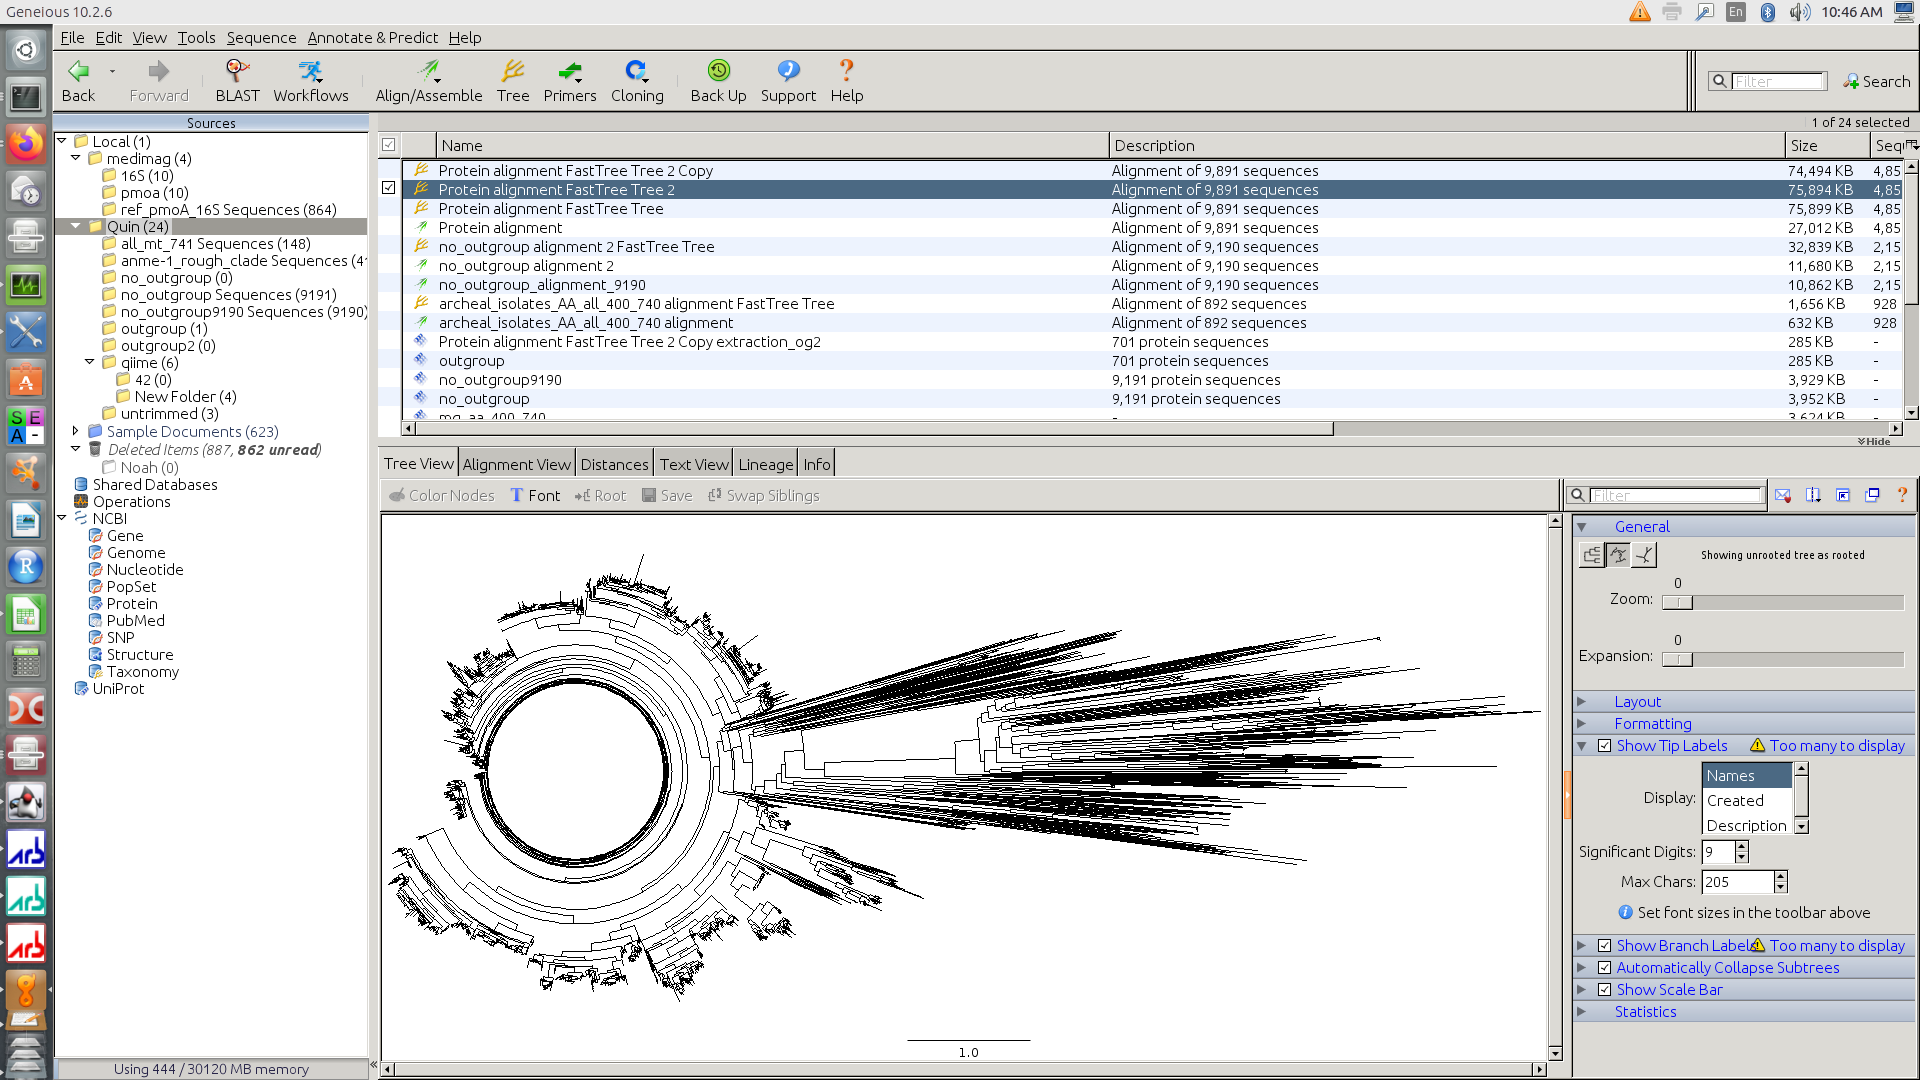 Geneious 10.2.6
En 10:46 AM
File Edit View Tools Sequence Annotate & Predict Help
Back Forward BLAST Workflows Align/Assemble Tree Primers Cloning Back Up Support Help Filter Search
Sources
1 of 24 selected
Name Description Size Seq
Protein alignment FastTree Tree 2 Copy Alignment of 9,891 sequences 74,494 KB 4,85
Protein alignment FastTree Tree 2 Alignment of 9,891 sequences 75,894 KB 4,85
Protein alignment FastTree Tree Alignment of 9,891 sequences 75,899 KB 4,85
Protein alignment Alignment of 9,891 sequences 27,012 KB 4,85
no_outgroup alignment 2 FastTree Tree Alignment of 9,190 sequences 32,839 KB 2,15
no_outgroup alignment 2 Alignment of 9,190 sequences 11,680 KB 2,15
no_outgroup_alignment_9190 Alignment of 9,190 sequences 10,862 KB 2,15
archeal_isolates_AA_all_400_740 alignment FastTree Tree Alignment of 892 sequences 1,656 KB 928
archeal_isolates_AA_all_400_740 alignment Alignment of 892 sequences 632 KB 928
Protein alignment FastTree Tree 2 Copy extraction_og2 701 protein sequences 285 KB -
outgroup 701 protein sequences 285 KB -
no_outgroup9190 9,191 protein sequences 3,929 KB -
no_outgroup 9,191 protein sequences 3,952 KB -
mg_aa_400_740 - 3,624 KB -
Hide
Local (1)
medimag (4)
16S (10)
pmoa (10)
ref_pmoA_16S Sequences (864)
Quin (24)
all_mt_741 Sequences (148)
anme-1_rough_clade Sequences (41
no_outgroup (0)
no_outgroup Sequences (9191)
no_outgroup9190 Sequences (9190)
outgroup (1)
outgroup2 (0)
qiime (6)
42 (0)
New Folder (4)
untrimmed (3)
Sample Documents (623)
Deleted Items (887, 862 unread)
Noah (0)
Shared Databases
Operations
NCBI
Gene
Genome
Nucleotide
PopSet
Protein
PubMed
SNP
Structure
Taxonomy
UniProt
Using 444 / 30120 MB memory
Tree View Alignment View Distances Text View Lineage Info
Color Nodes Font Root Save Swap Siblings Filter
1.0
General
Showing unrooted tree as rooted
0
Zoom:
0
Expansion:
Layout
Formatting
Show Tip Labels Too many to display
Names
Display: Created
Description
Significant Digits: 9
Max Chars: 205
Set font sizes in the toolbar above
Show Branch Labels Too many to display
Automatically Collapse Subtrees
Show Scale Bar
Statistics
S E
A -
R
arb
arb
arb